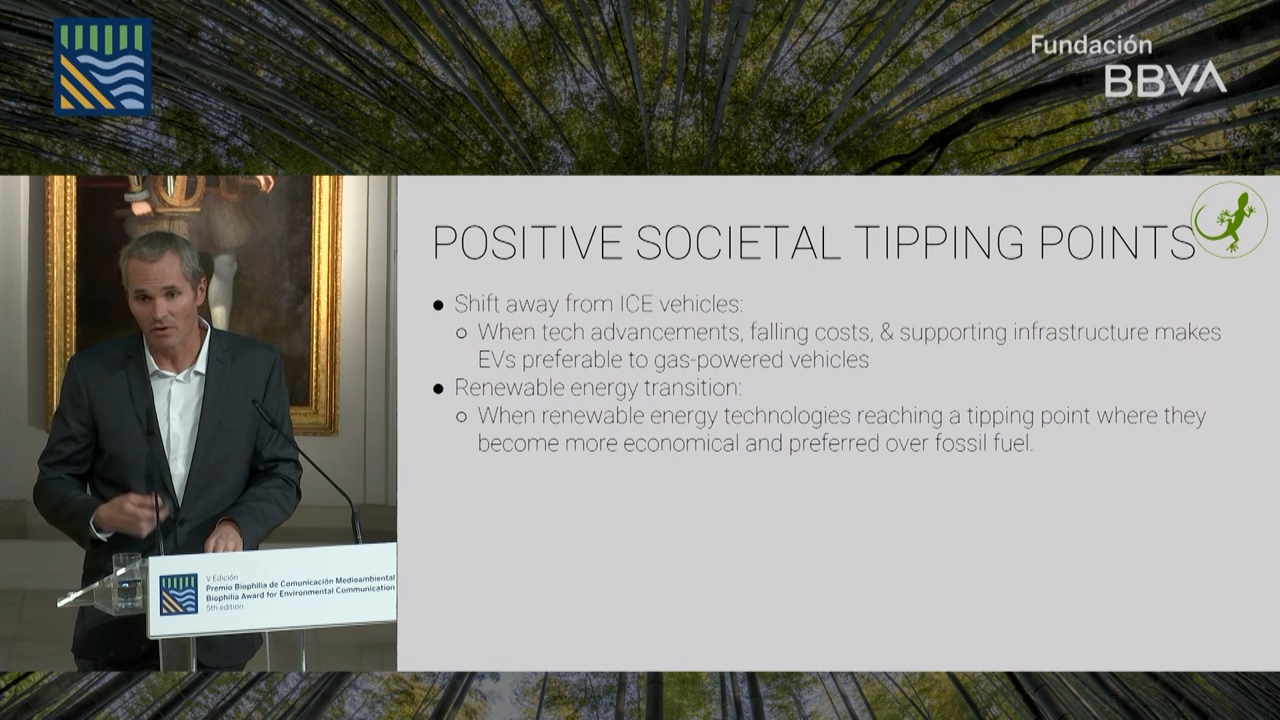 Fundación
BBVA
POSITIVE SOCIETAL TIPPING POINTS
● Shift away from ICE vehicles:
○ When tech advancements, falling costs, & supporting infrastructure makes
EVs preferable to gas-powered vehicles
● Renewable energy transition:
○ When renewable energy technologies reaching a tipping point where they
become more economical and preferred over fossil fuel.
V Edición
Premio Biophilia de Comunicación Medioambiental
Biophilia Award for Environmental Communication
5th edition